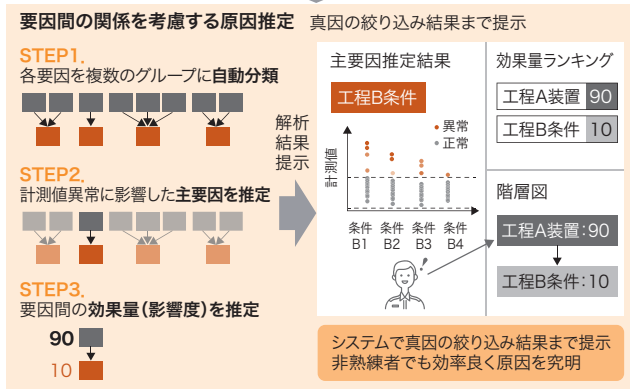 要因間の関係を考慮する原因推定 真因の絞り込み結果まで提示
STEP1.
各要因を複数のグループに自動分類
STEP2.
計測値異常に影響した主要因を推定
STEP3.
要因間の効果量(影響度)を推定
90
10
解析
結果
提示
主要因推定結果
工程B条件
計測値
異常
正常
条件 条件 条件 条件
B1 B2 B3 B4
効果量ランキング
工程A装置 90
工程B条件 10
階層図
工程A装置:90
工程B条件:10
システムで真因の絞り込み結果まで提示
非熟練者でも効率良く原因を究明